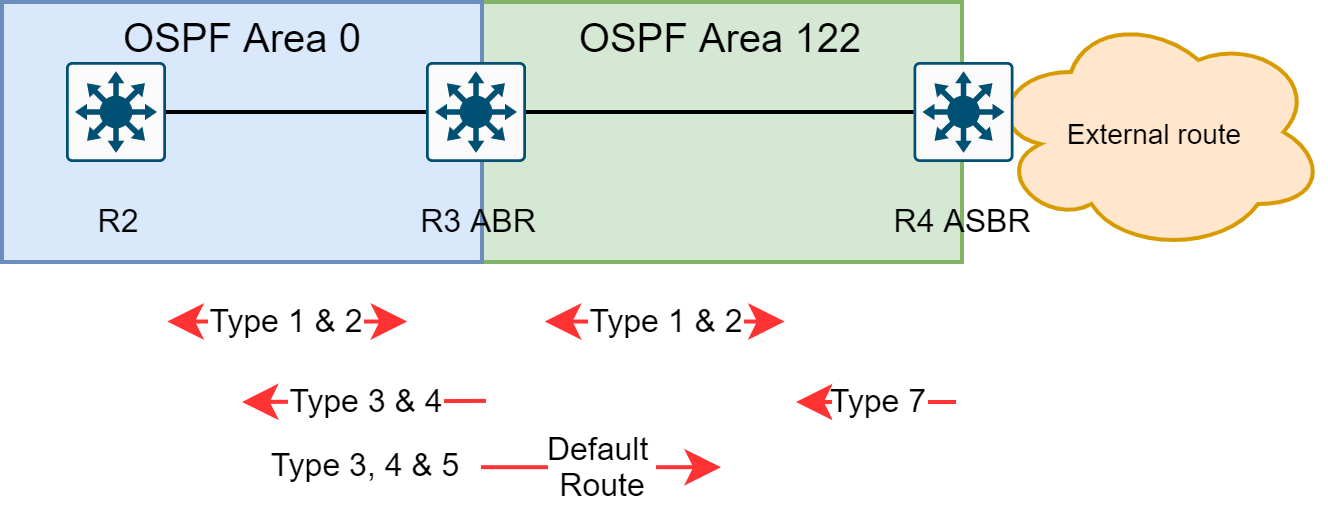 OSPF Area 0
OSPF Area 122
External route
R2
R3 ABR
R4 ASBR
Type 1 & 2
Type 1 & 2
Type 3 & 4
Type 7
Type 3, 4 & 5
Default
Route